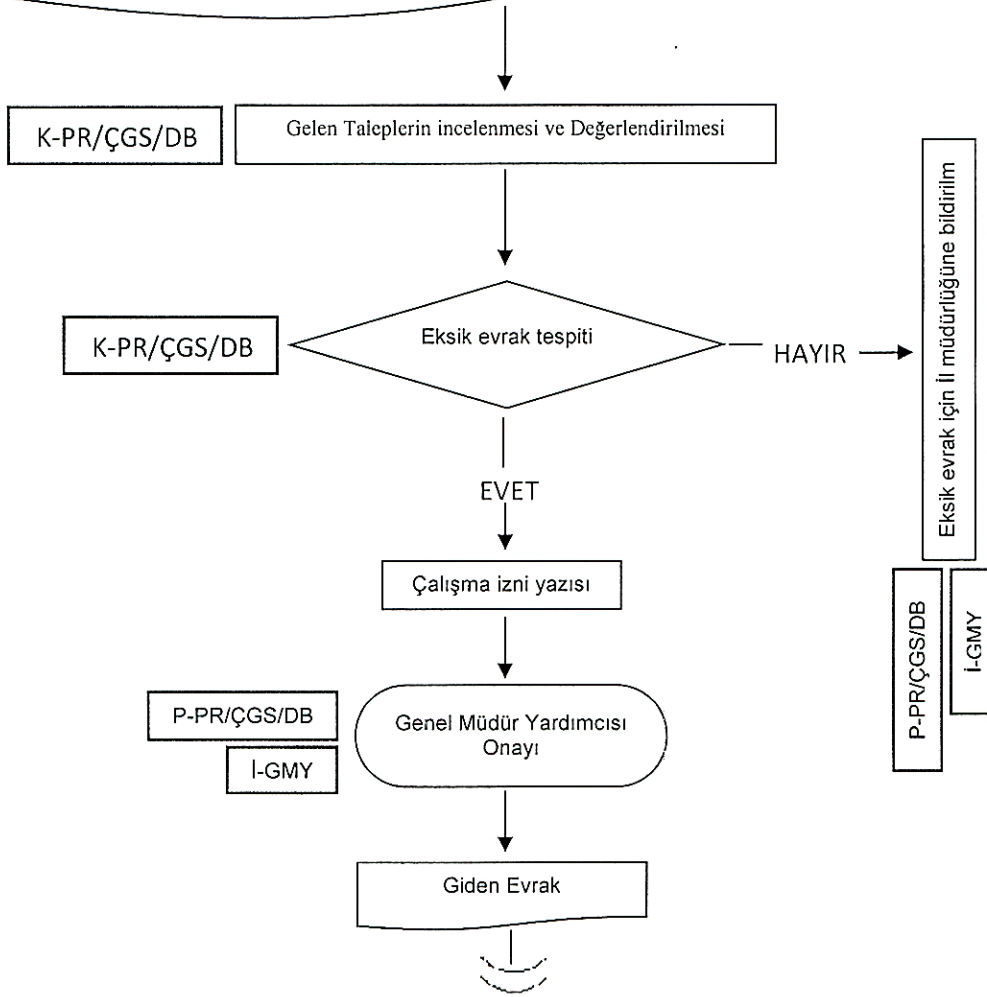 K-PR/ÇGS/DB
Gelen Taleplerin incelenmesi ve Değerlendirilmesi
K-PR/ÇGS/DB
Eksik evrak tespiti
HAYIR
Eksik evrak için İl müdürlüğüne bildirilm
P-PR/ÇGS/DB
İ-GMY
EVET
Çalışma izni yazısı
P-PR/ÇGS/DB
İ-GMY
Genel Müdür Yardımcısı
Onayı
Giden Evrak